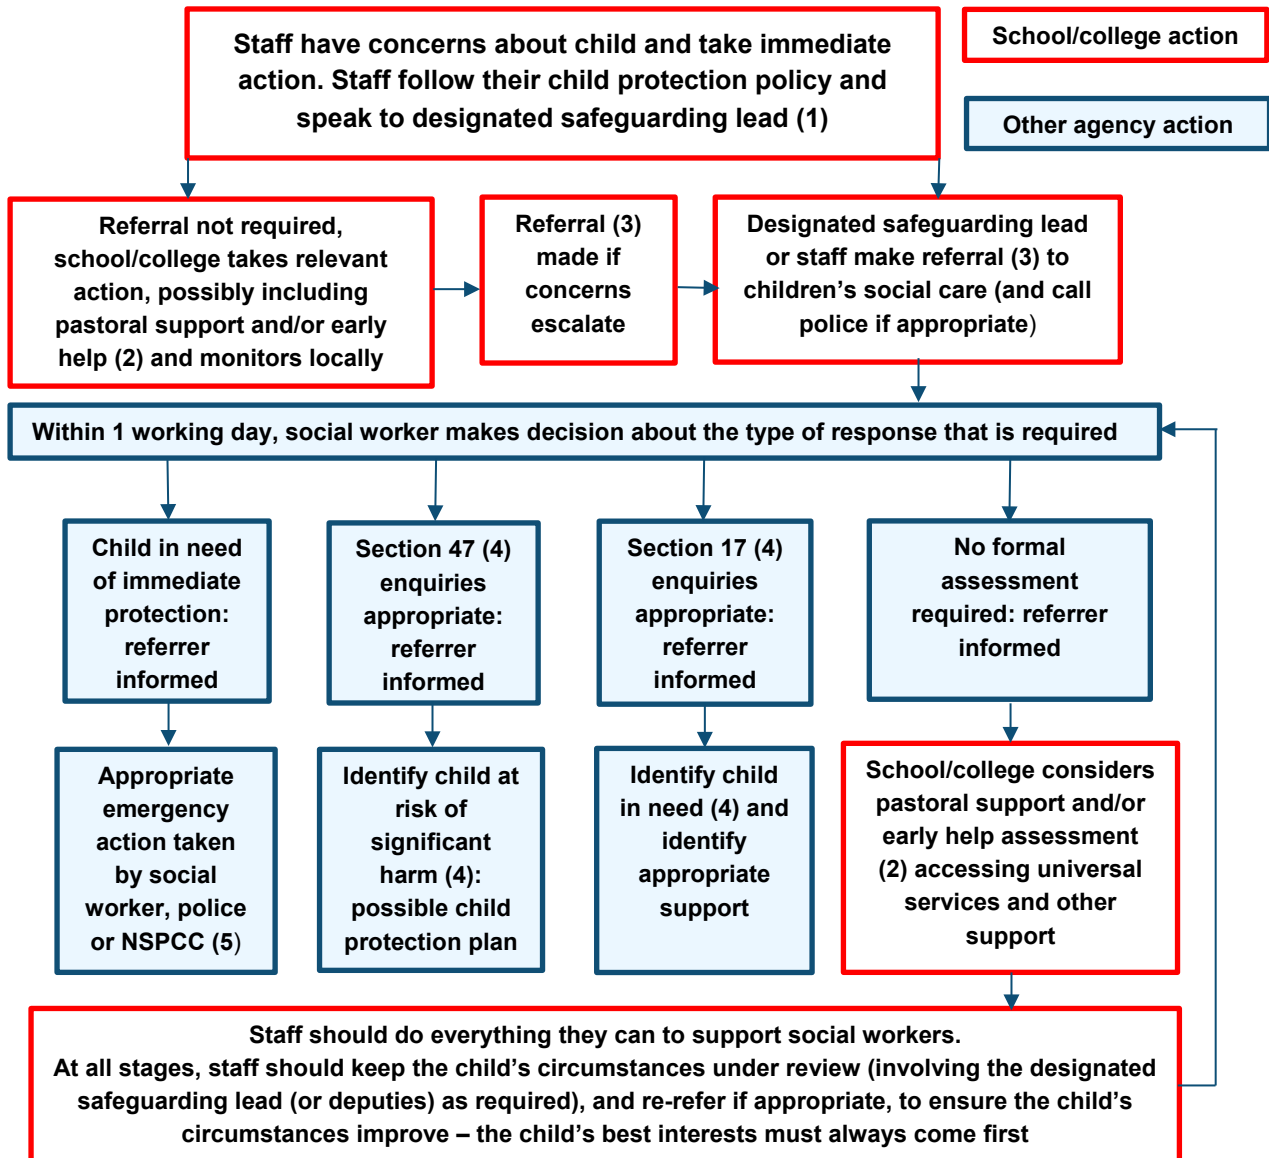 Staff have concerns about child and take immediate
action. Staff follow their child protection policy and
speak to designated safeguarding lead (1)
School/college action
Other agency action
Referral not required,
school/college takes relevant
action, possibly including
pastoral support and/or early
help (2) and monitors locally
Referral (3)
made if
concerns
escalate
Designated safeguarding lead
or staff make referral (3) to
children’s social care (and call
police if appropriate)
Within 1 working day, social worker makes decision about the type of response that is required
Child in need
of immediate
protection:
referrer
informed
Section 47 (4)
enquiries
appropriate:
referrer
informed
Section 17 (4)
enquiries
appropriate:
referrer
informed
No formal
assessment
required: referrer
informed
Appropriate
emergency
action taken
by social
worker, police
or NSPCC (5)
Identify child at
risk of
significant
harm (4):
possible child
protection plan
Identify child
in need (4) and
identify
appropriate
support
School/college considers
pastoral support and/or
early help assessment
(2) accessing universal
services and other
support
Staff should do everything they can to support social workers.
At all stages, staff should keep the child’s circumstances under review (involving the designated
safeguarding lead (or deputies) as required), and re-refer if appropriate, to ensure the child’s
circumstances improve – the child’s best interests must always come first